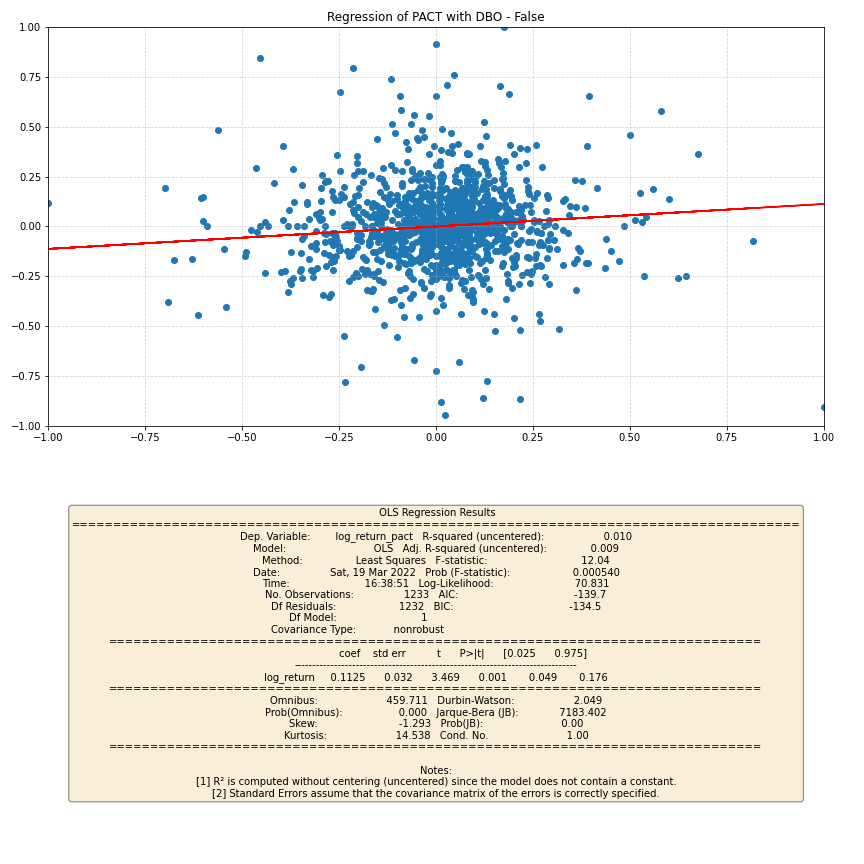 Regression of PACT with DBO - False
1.00
0.75
0.50
0.25
0.00
−0.25
−0.50
−0.75
−1.00
−1.00 −0.75 −0.50 −0.25 0.00 0.25 0.50 0.75 1.00
OLS Regression Results
==============================================================================
Dep. Variable: log_return_pact R-squared (uncentered): 0.010
Model: OLS Adj. R-squared (uncentered): 0.009
Method: Least Squares F-statistic: 12.04
Date: Sat, 19 Mar 2022 Prob (F-statistic): 0.000540
Time: 16:38:51 Log-Likelihood: 70.831
No. Observations: 1233 AIC: -139.7
Df Residuals: 1232 BIC: -134.5
Df Model: 1
Covariance Type: nonrobust
==============================================================================
coef std err t P>|t| [0.025 0.975]
------------------------------------------------------------------------------
log_return 0.1125 0.032 3.469 0.001 0.049 0.176
==============================================================================
Omnibus: 459.711 Durbin-Watson: 2.049
Prob(Omnibus): 0.000 Jarque-Bera (JB): 7183.402
Skew: -1.293 Prob(JB): 0.00
Kurtosis: 14.538 Cond. No. 1.00
==============================================================================
Notes:
[1] R² is computed without centering (uncentered) since the model does not contain a constant.
[2] Standard Errors assume that the covariance matrix of the errors is correctly specified.